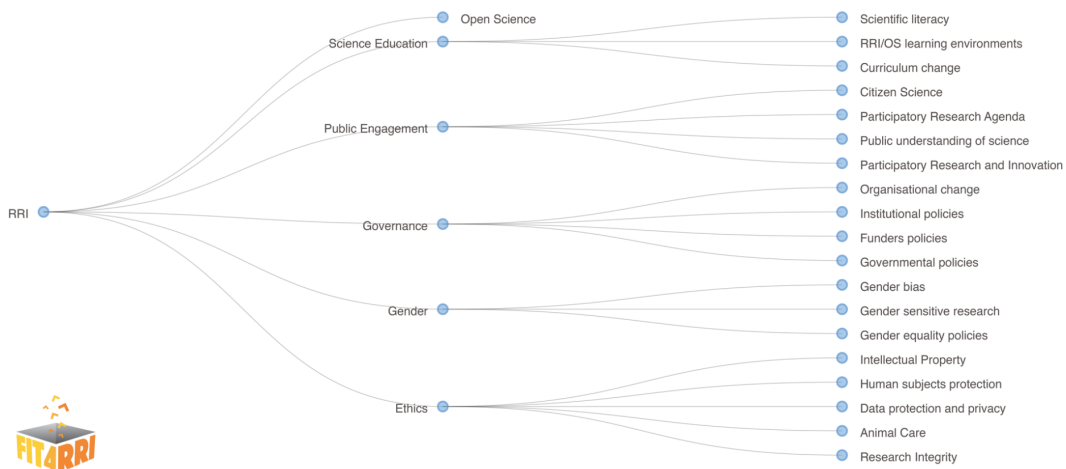 Open Science
Science Education
Scientific literacy
RRI/OS learning environments
Curriculum change
Public Engagement
Citizen Science
Participatory Research Agenda
Public understanding of science
Participatory Research and Innovation
RRI
Governance
Organisational change
Institutional policies
Funders policies
Governmental policies
Gender
Gender bias
Gender sensitive research
Gender equality policies
Ethics
Intellectual Property
Human subjects protection
Data protection and privacy
Animal Care
Research Integrity
FIT4RRI